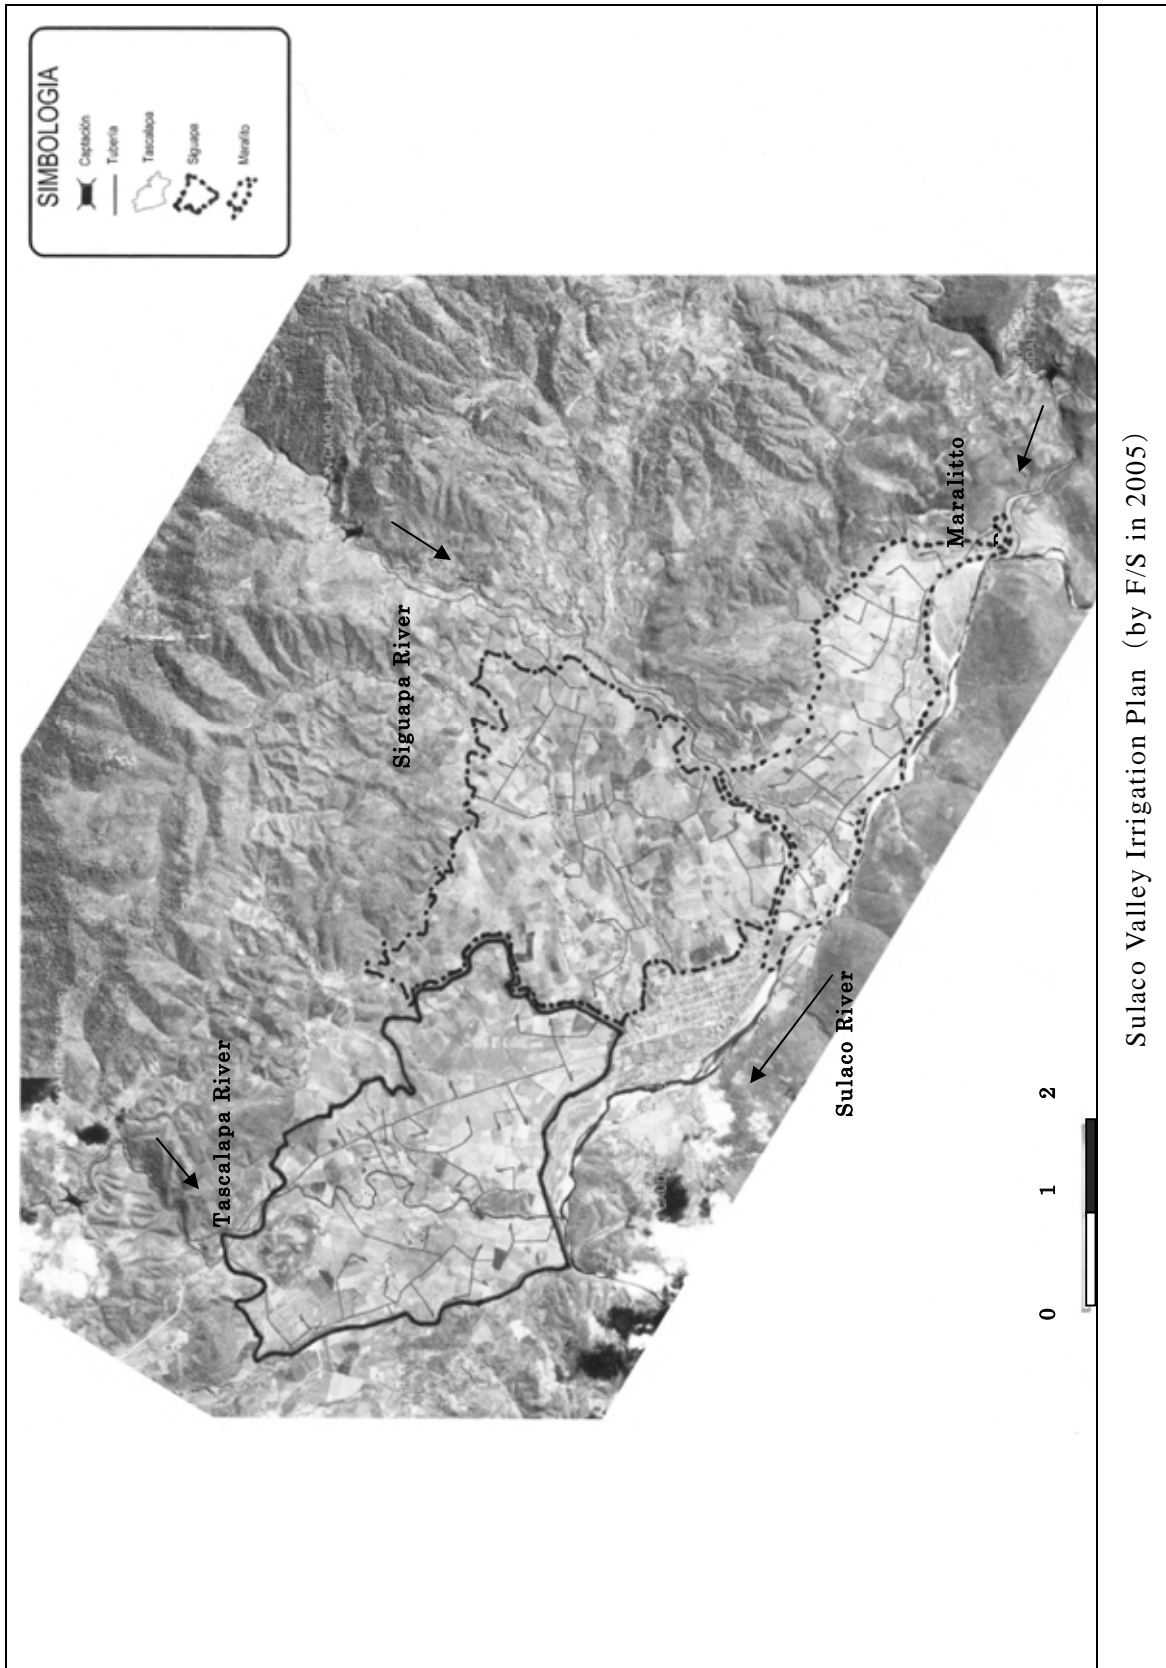 SIMBOLOGIA
Captación
Tubería
Tascalapa
Siguapa
Maralito
Siguapa River
Maralitto
Tascalapa River
Sulaco River
0 1 2
Sulaco Valley Irrigation Plan (by F/S in 2005)